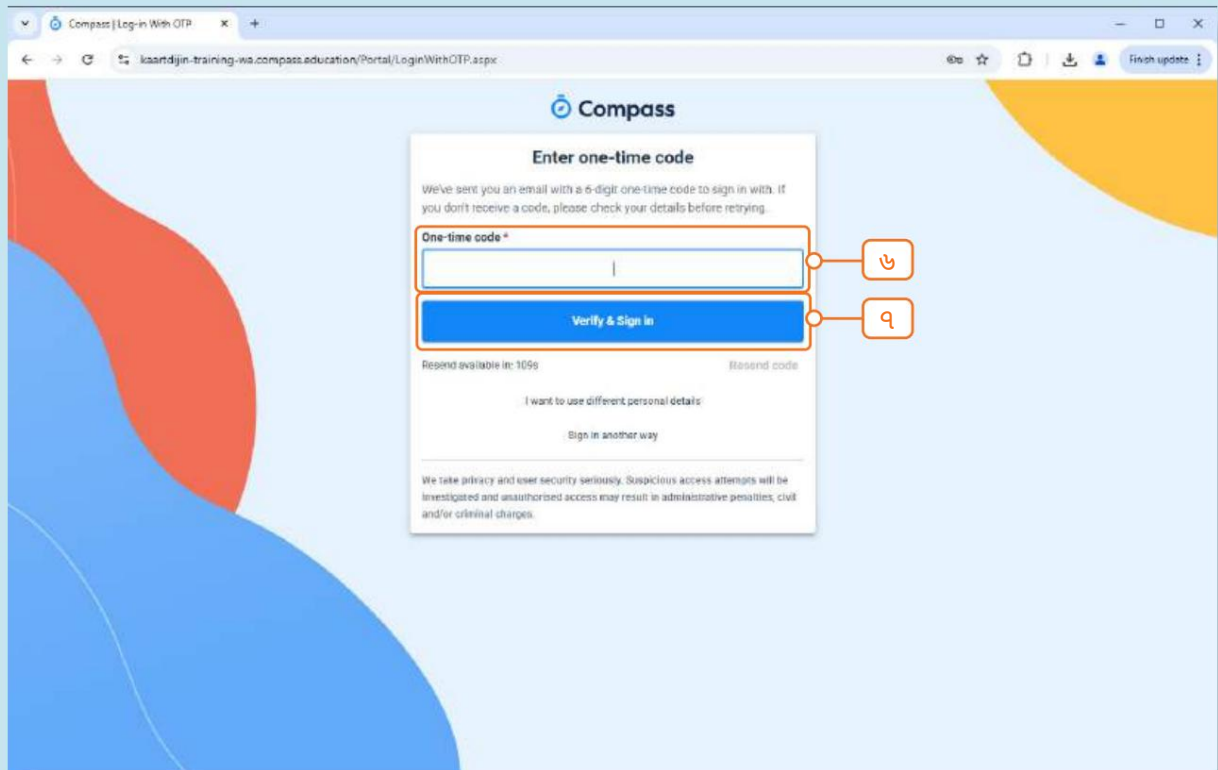 Compass | Log-in With OTP
kaartdijin-training-wa.compass.education/Portal/LoginWithOTP.aspx
Finish update
Compass
Enter one-time code
We've sent you an email with a 6-digit one-time code to sign in with. If
you don't receive a code, please check your details before retrying.
One-time code *
৬
Verify & Sign in
৭
Resend available in: 109s
Resend code
I want to use different personal details
Sign in another way
We take privacy and user security seriously. Suspicious access attempts will be
investigated and unauthorised access may result in administrative penalties, civil
and/or criminal charges.